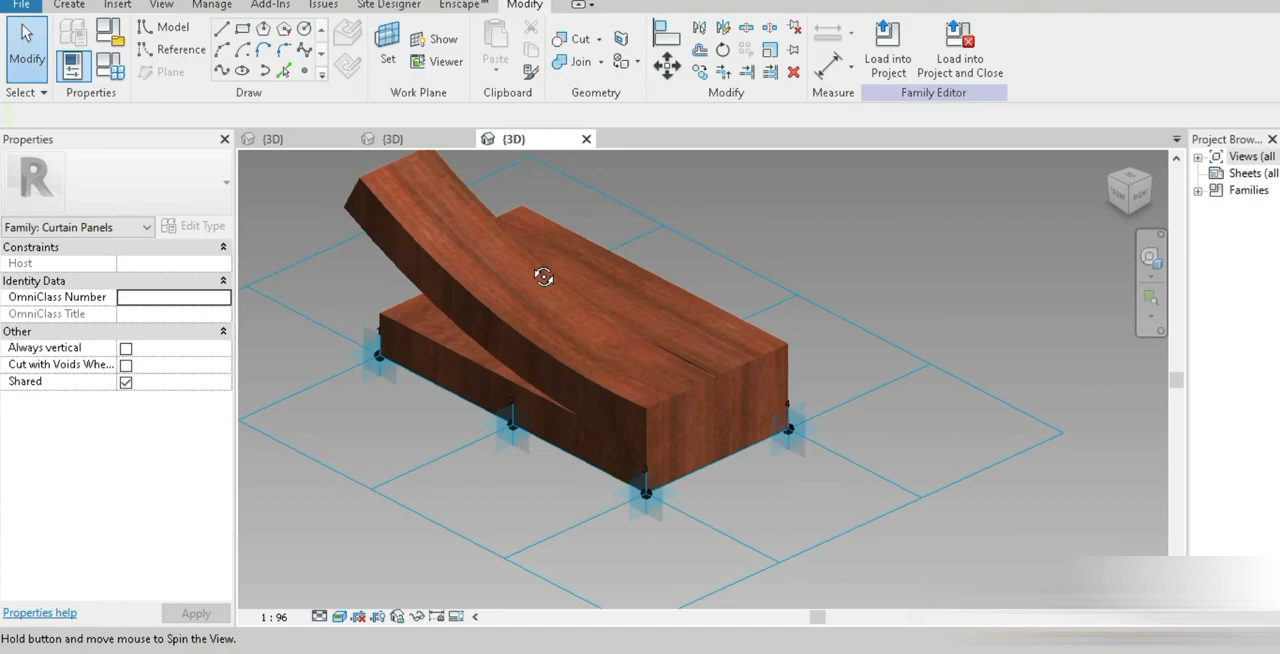 File Create Insert View Manage Add-Ins Issues Site Designer Enscape™ Modify
Modify
Select
Properties
Model
Reference
Plane
Draw
Set
Show
Viewer
Work Plane
Paste
Clipboard
Cut
Join
Geometry
Modify
Measure
Load into
Project
Load into
Project and Close
Family Editor
Properties
{3D}
{3D}
{3D}
Project Brow...
R
Family: Curtain Panels
Edit Type
Constraints
Host
Identity Data
OmniClass Number
OmniClass Title
Other
Always vertical
Cut with Voids Whe...
Shared
Views (all
Sheets (all
Families
2
3
4
Properties help
Apply
1 : 96
Hold button and move mouse to Spin the View.